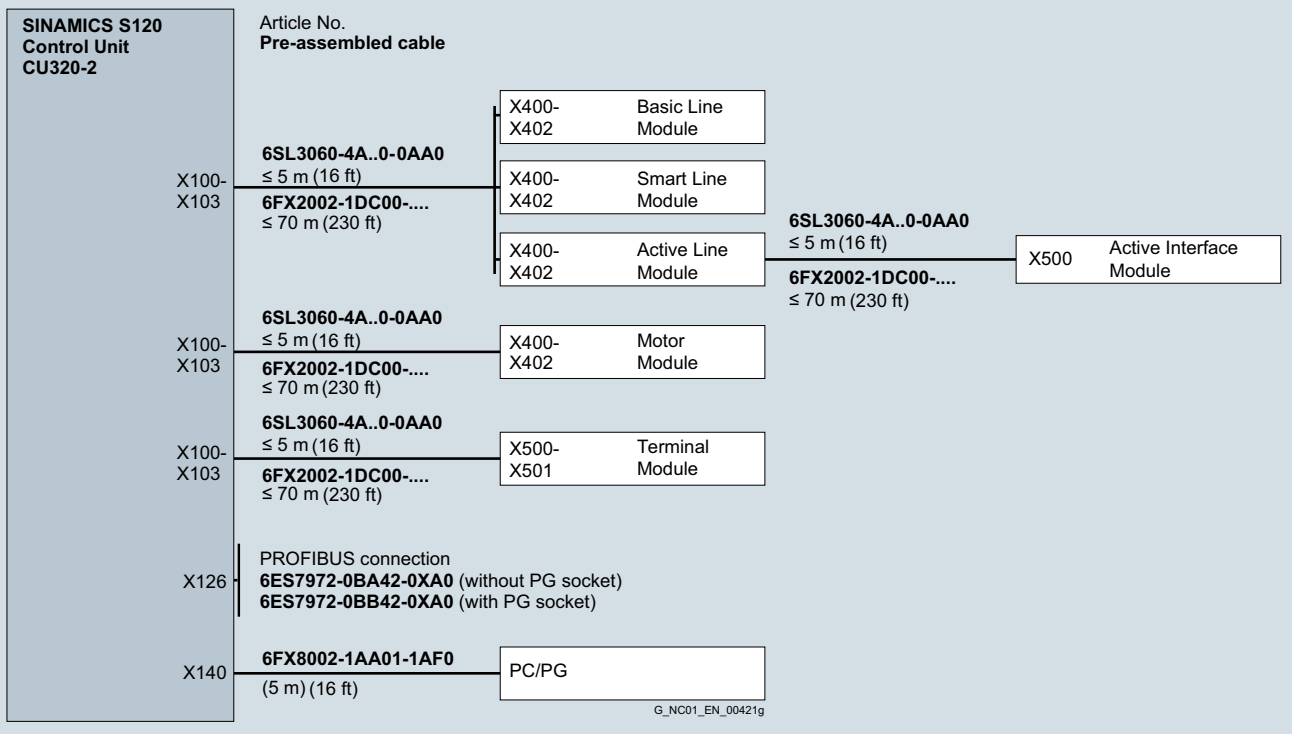 SINAMICS S120
Control Unit
CU320-2
Article No.
Pre-assembled cable
X100-
X103
6SL3060-4A..0-0AA0
≤ 5 m (16 ft)
6FX2002-1DC00-....
≤ 70 m (230 ft)
X400-
X402
Basic Line
Module
X400-
X402
Smart Line
Module
X400-
X402
Active Line
Module
6SL3060-4A..0-0AA0
≤ 5 m (16 ft)
6FX2002-1DC00-....
≤ 70 m (230 ft)
X500
Active Interface
Module
X100-
X103
6SL3060-4A..0-0AA0
≤ 5 m (16 ft)
6FX2002-1DC00-....
≤ 70 m (230 ft)
X400-
X402
Motor
Module
X100-
X103
6SL3060-4A..0-0AA0
≤ 5 m (16 ft)
6FX2002-1DC00-....
≤ 70 m (230 ft)
X500-
X501
Terminal
Module
X126
PROFIBUS connection
6ES7972-0BA42-0XA0 (without PG socket)
6ES7972-0BB42-0XA0 (with PG socket)
X140
6FX8002-1AA01-1AF0
(5 m) (16 ft)
PC/PG
G_NC01_EN_00421g